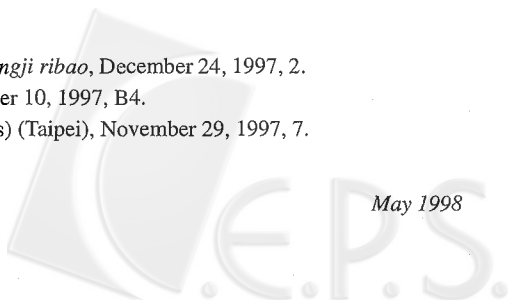 ngji ribao, December 24, 1997, 2.
er 10, 1997, B4.
s) (Taipei), November 29, 1997, 7.
May 1998
C.E.P.S.